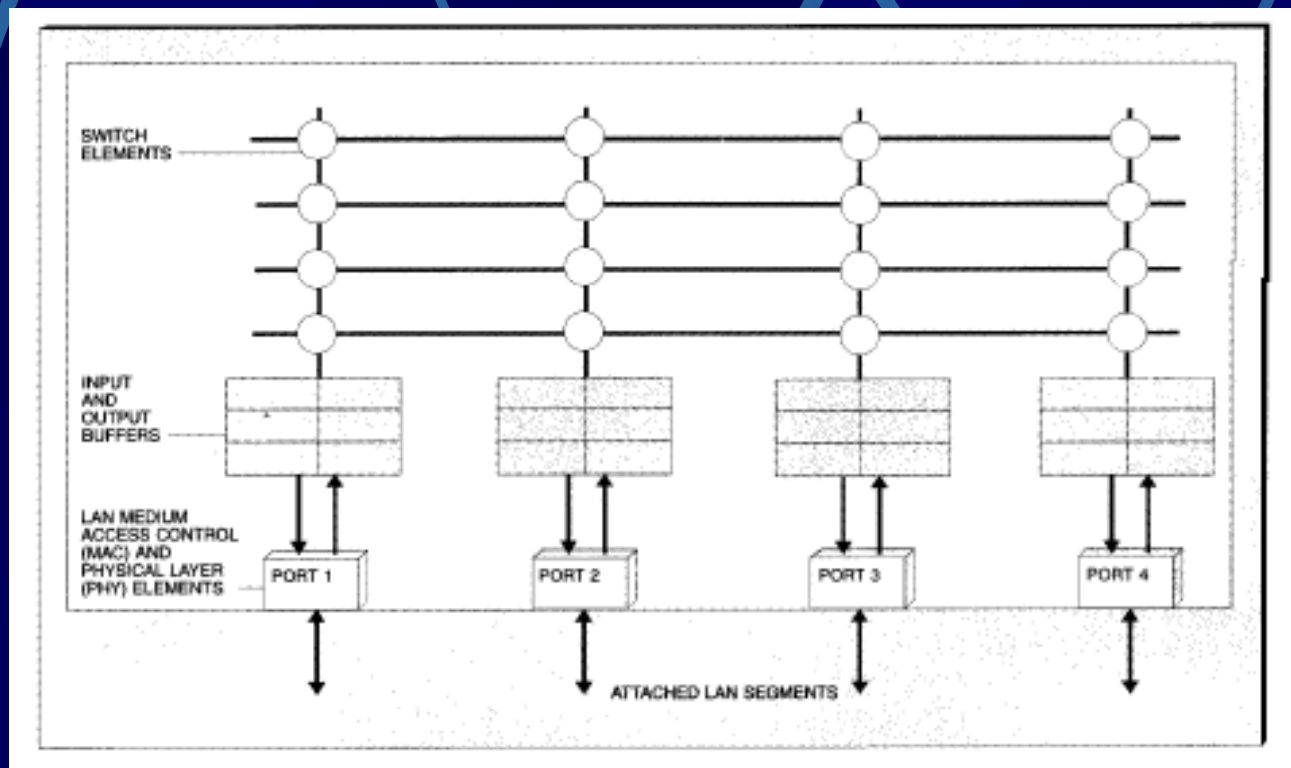 SWITCH
ELEMENTS
INPUT
AND
OUTPUT
BUFFERS
LAN MEDIUM
ACCESS CONTROL
(MAC) AND
PHYSICAL LAYER
(PHY) ELEMENTS
PORT 1
PORT 2
PORT 3
PORT 4
ATTACHED LAN SEGMENTS